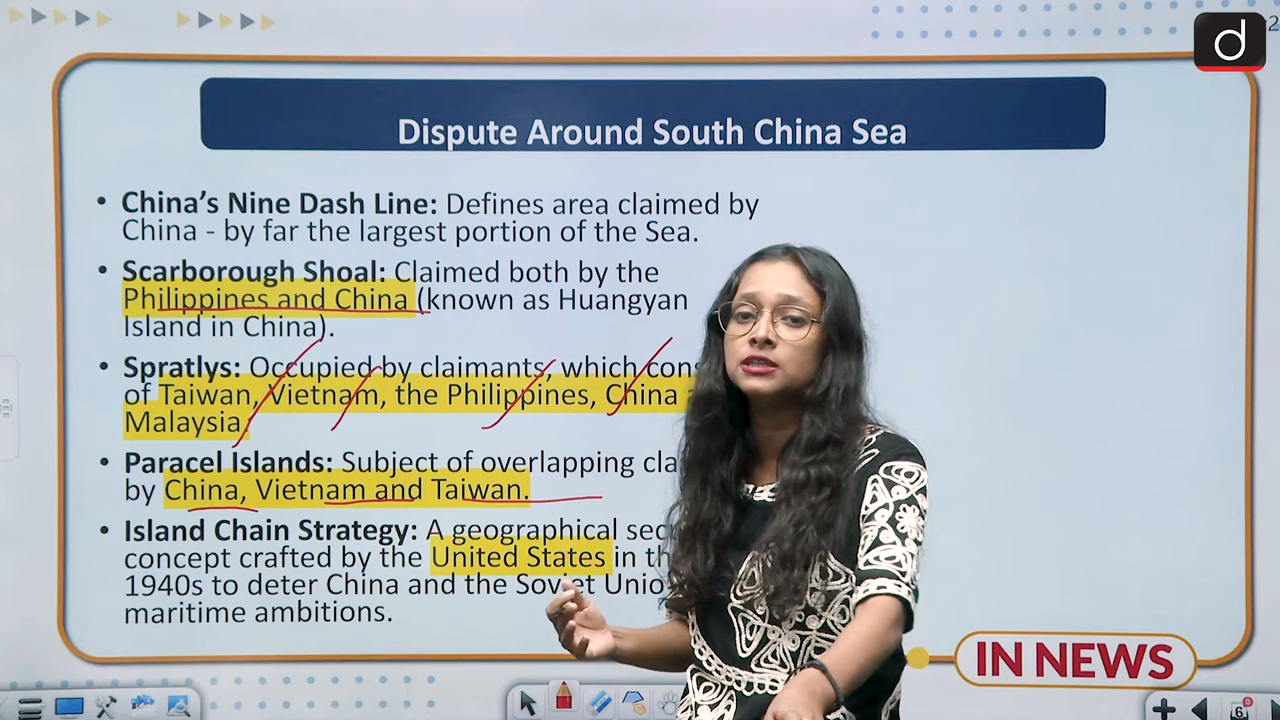 d
2
Dispute Around South China Sea
• China's Nine Dash Line: Defines area claimed by
China - by far the largest portion of the Sea.
• Scarborough Shoal: Claimed both by the
Philippines and China (known as Huangyan
Island in China).
• Spratlys: Occupied by claimants, which
of Taiwan, Vietnam, the Philippines, China
Malaysia.
• Paracel Islands: Subject of overlapping
by China, Vietnam and Taiwan.
• Island Chain Strategy: A geographical
concept crafted by the United States in
1940s to deter China and the Soviet
maritime ambitions.
IN NEWS
6